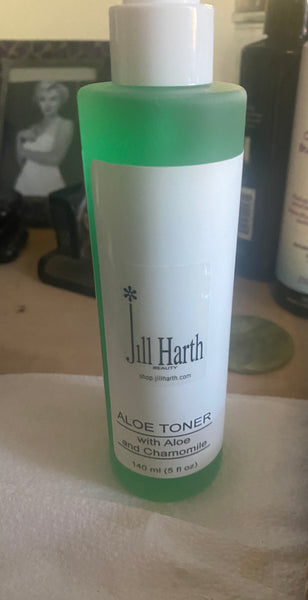 Jill Harth
BEAUTY
shop.jillharth.com
ALOE TONER
with Aloe
and Chamomile
140 ml (5 fl oz)